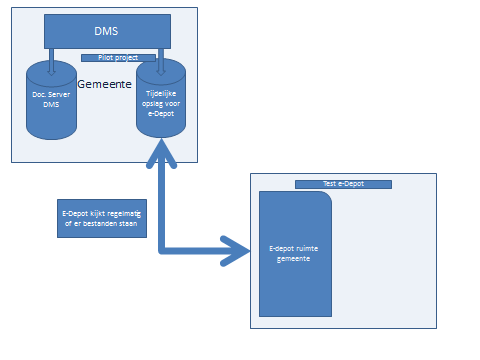 DMS
Pilot project
Gemeente
Doc. Server
DMS
Tijdelijke
opslag voor
e-Depot
E-Depot kijkt regelmatig
of er bestanden staan
Test e-Depot
E-depot ruimte
gemeente